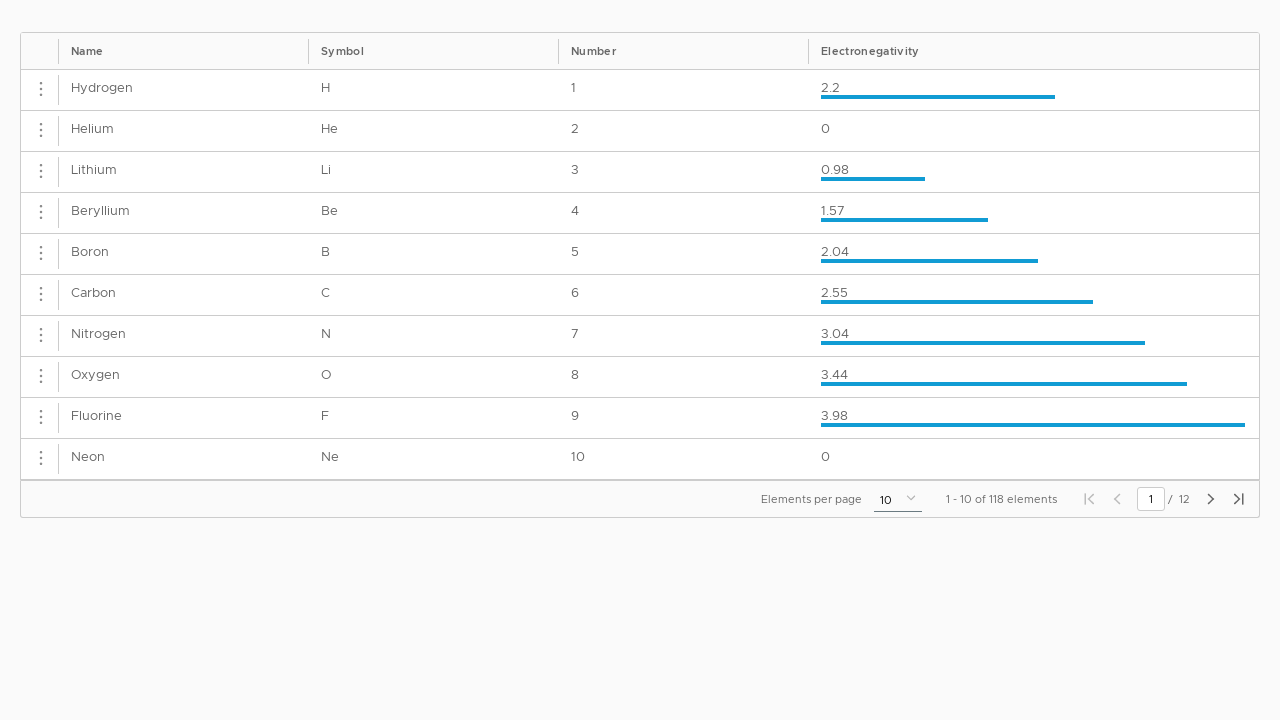 Name Symbol Number Electronegativity
Hydrogen H 1 2.2
Helium He 2 0
Lithium Li 3 0.98
Beryllium Be 4 1.57
Boron B 5 2.04
Carbon C 6 2.55
Nitrogen N 7 3.04
Oxygen O 8 3.44
Fluorine F 9 3.98
Neon Ne 10 0
Elements per page 10 1 - 10 of 118 elements 1 / 12